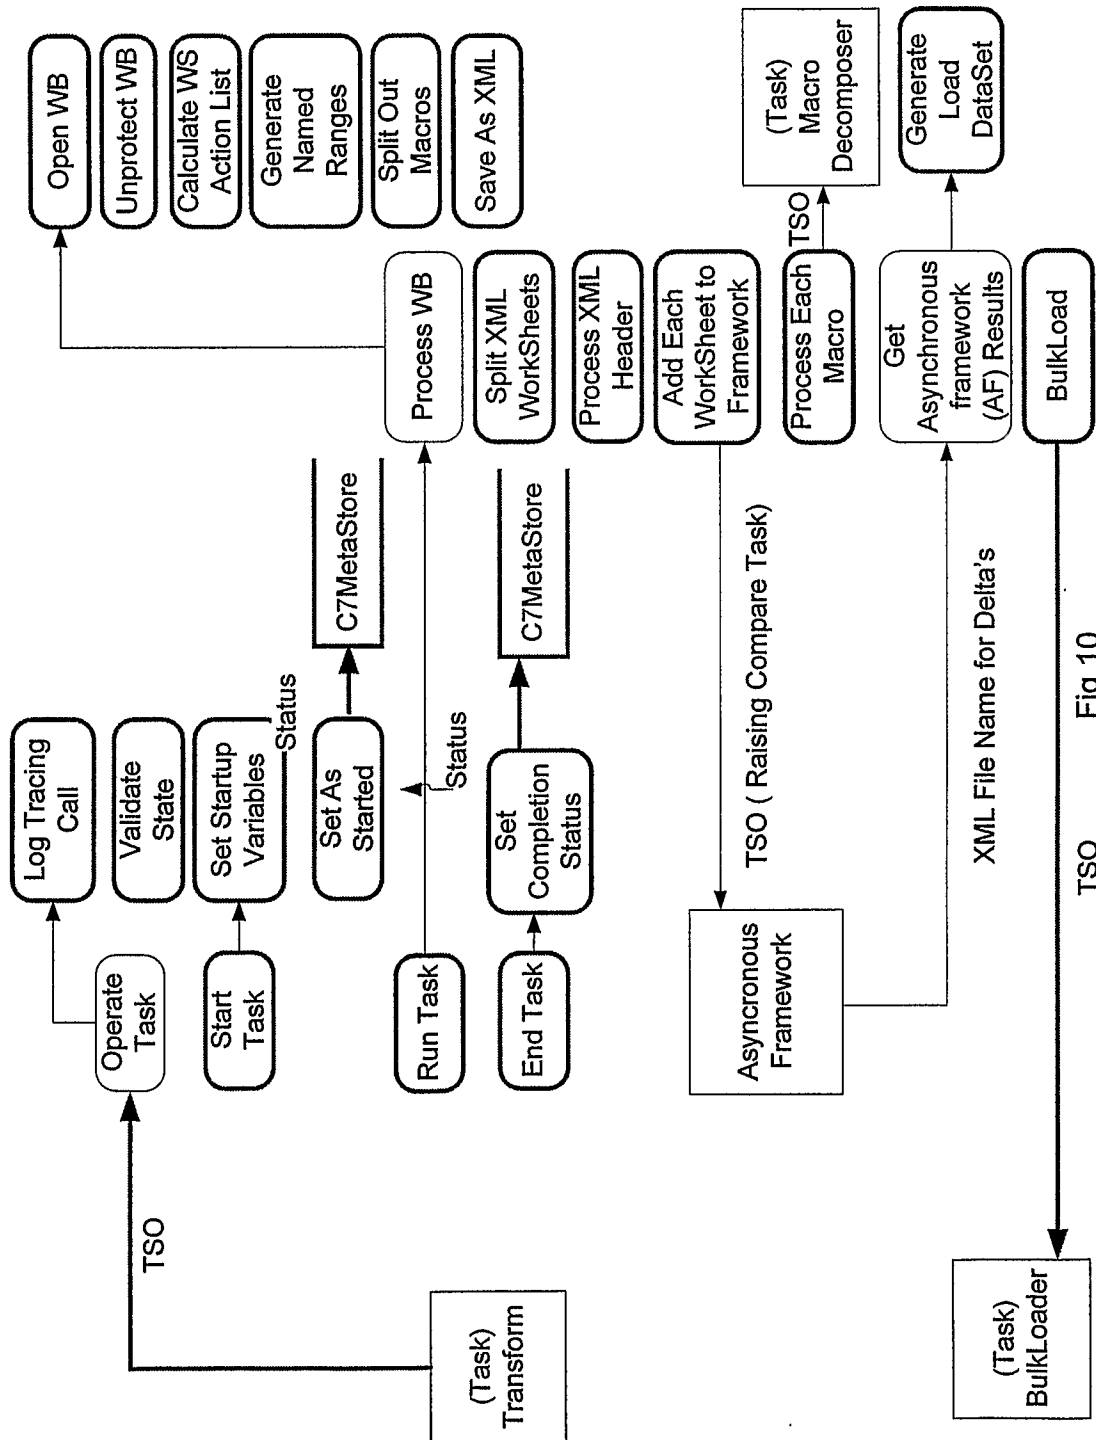 Open WB
Unprotect WB
Calculate WS
Action List
Generate
Named
Ranges
Split Out
Macros
Save As XML
(Task)
Macro
Decomposer
Generate
Load
DataSet
TSO
Process WB
Split XML
WorkSheets
Process XML
Header
Add Each
WorkSheet to
Framework
Process Each
Macro
Get
Asynchronous
framework
(AF) Results
BulkLoad
C7MetaStore
C7MetaStore
Log Tracing
Call
Validate
State
Set Startup
Variables
Status
Set As
Started
Status
Set
Completion
Status
TSO ( Raising Compare Task)
XML File Name for Delta's
Operate
Task
Start
Task
Run Task
End Task
Asyncronous
Framework
TSO
TSO
Fig 10
(Task)
Transform
(Task)
BulkLoader